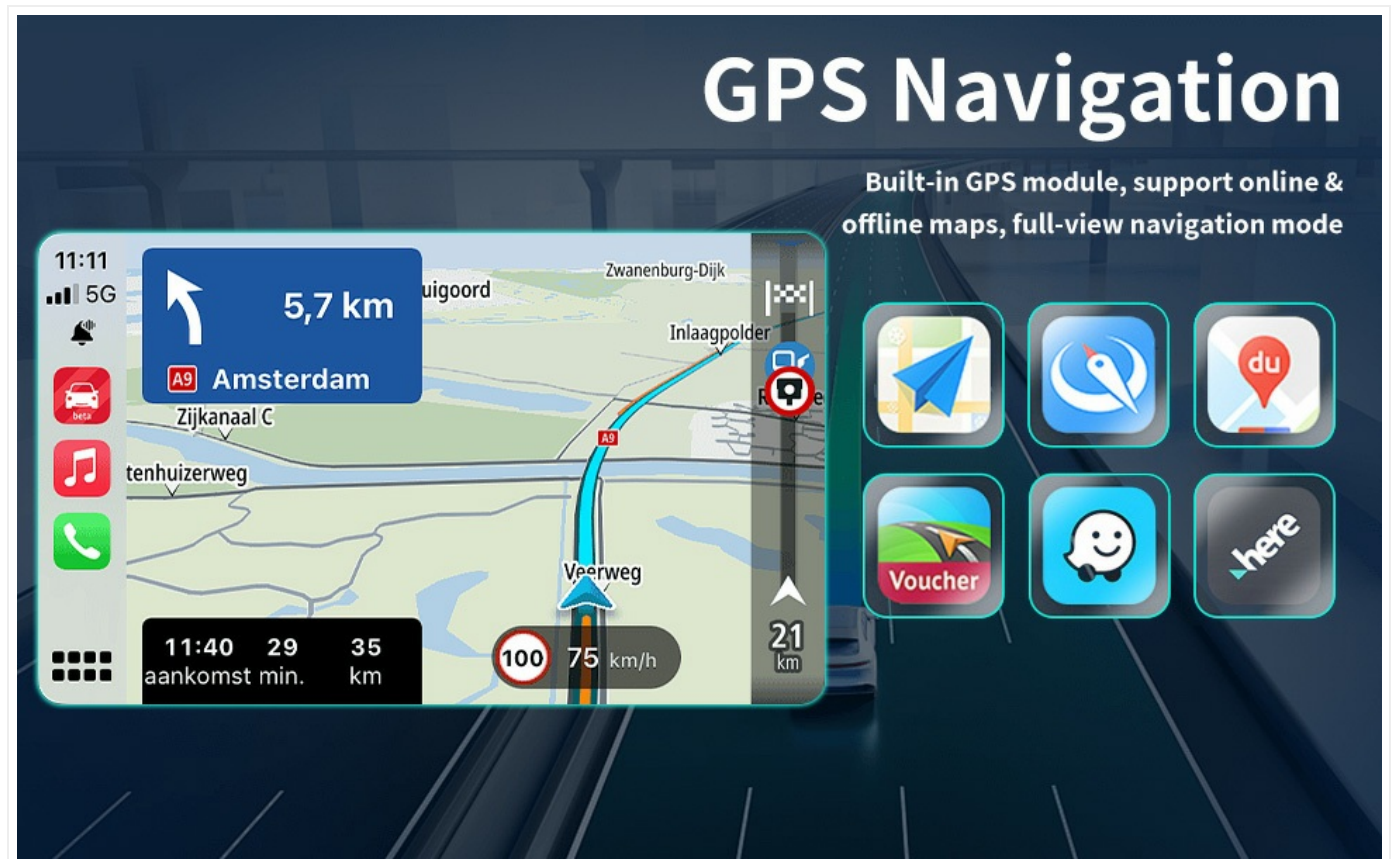 GPS Navigation
Built-in GPS module, support online &
offline maps, full-view navigation mode
11:11
5G
beta
5,7 km
A9 Amsterdam
uigoord
Zwanenburg-Dijk
Inlaagpolder
Zijkanaal C
tenhuizerweg
A9
Veerweg
11:40 29 35
aankomst min. km
100 75 km/h
21
km
du
Voucher
here